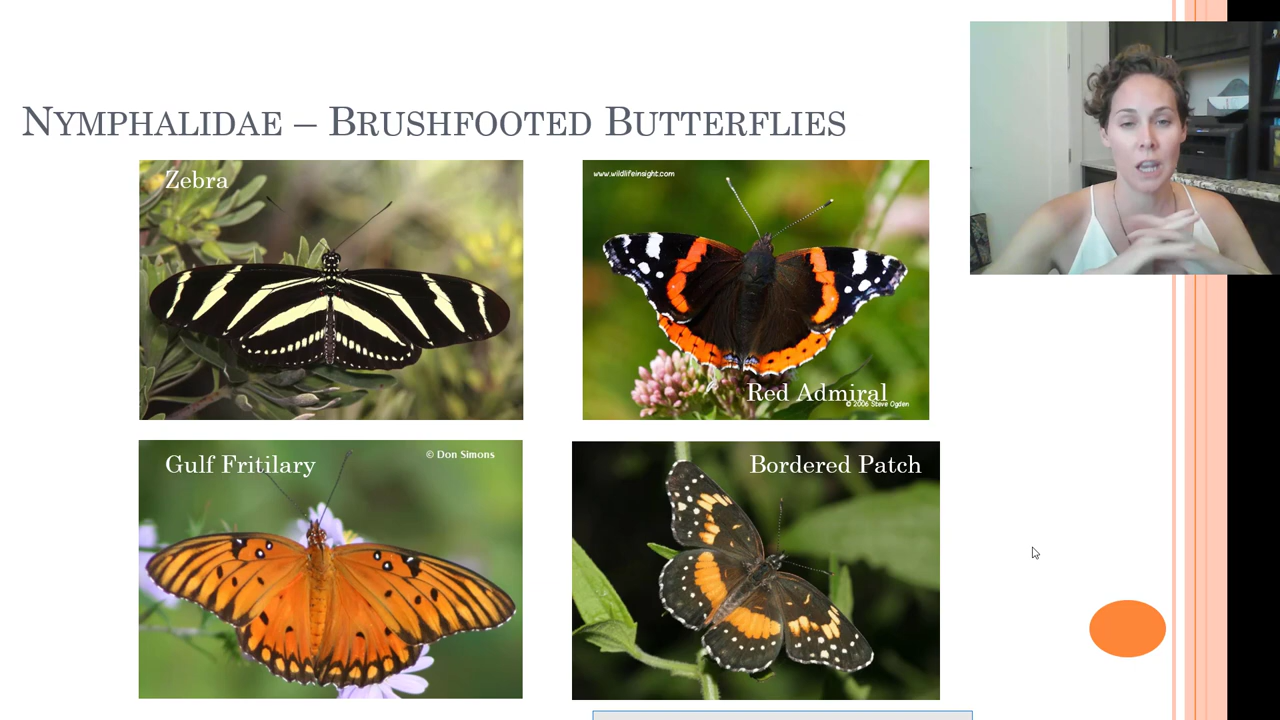 Nymphalidae – Brushfooted Butterflies
Zebra
www.wildlifeinsight.com
Red Admiral
© 2006 Steve Ogden
Gulf Fritilary
© Don Simons
Bordered Patch